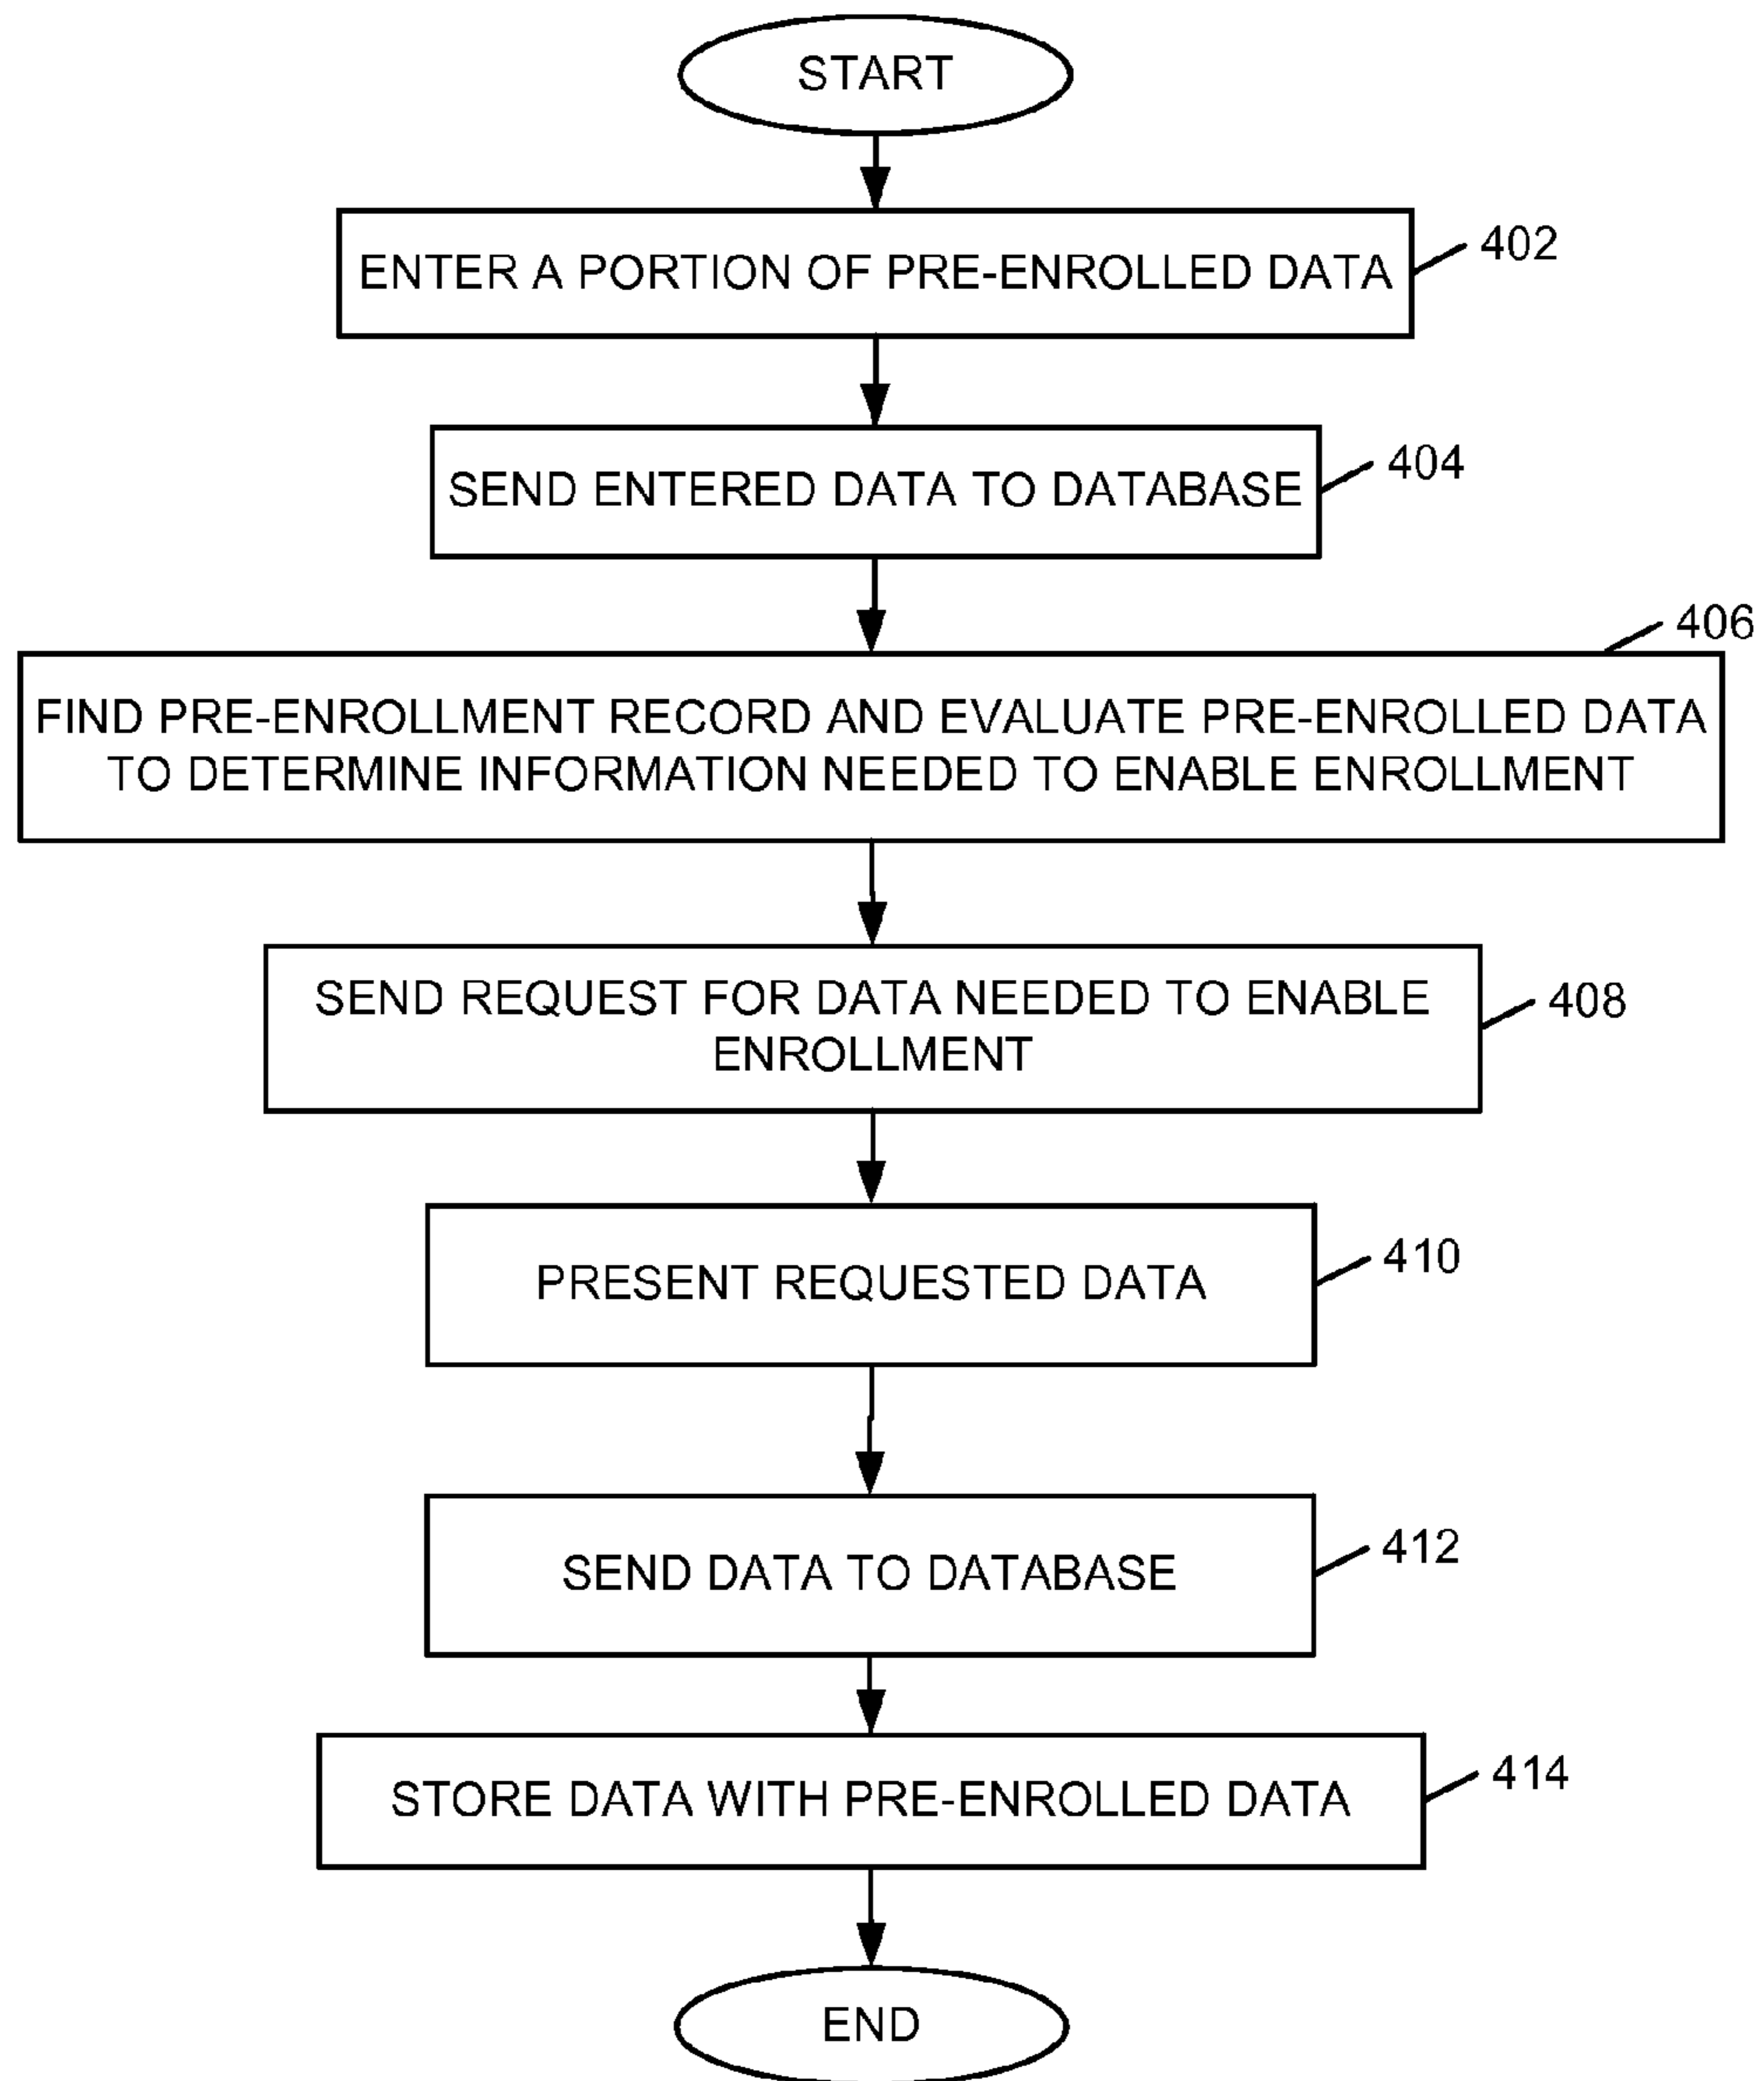 START
ENTER A PORTION OF PRE-ENROLLED DATA
402
SEND ENTERED DATA TO DATABASE
404
406
FIND PRE-ENROLLMENT RECORD AND EVALUATE PRE-ENROLLED DATA
TO DETERMINE INFORMATION NEEDED TO ENABLE ENROLLMENT
SEND REQUEST FOR DATA NEEDED TO ENABLE
ENROLLMENT
408
PRESENT REQUESTED DATA
410
SEND DATA TO DATABASE
412
STORE DATA WITH PRE-ENROLLED DATA
414
END